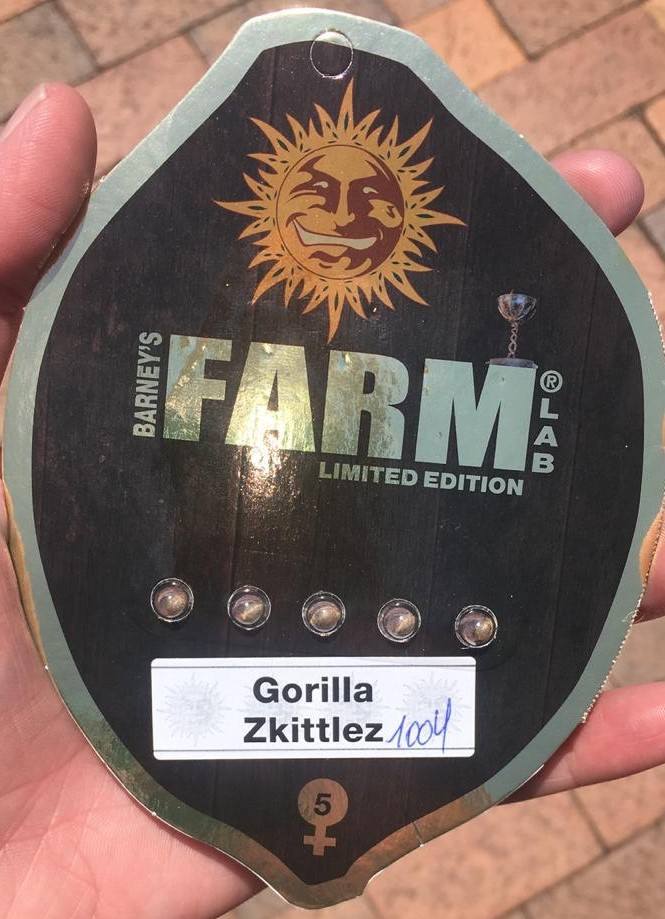 BARNEY'S
FARM®
LAB
LIMITED EDITION
Gorilla
Zkittlez 1004
5